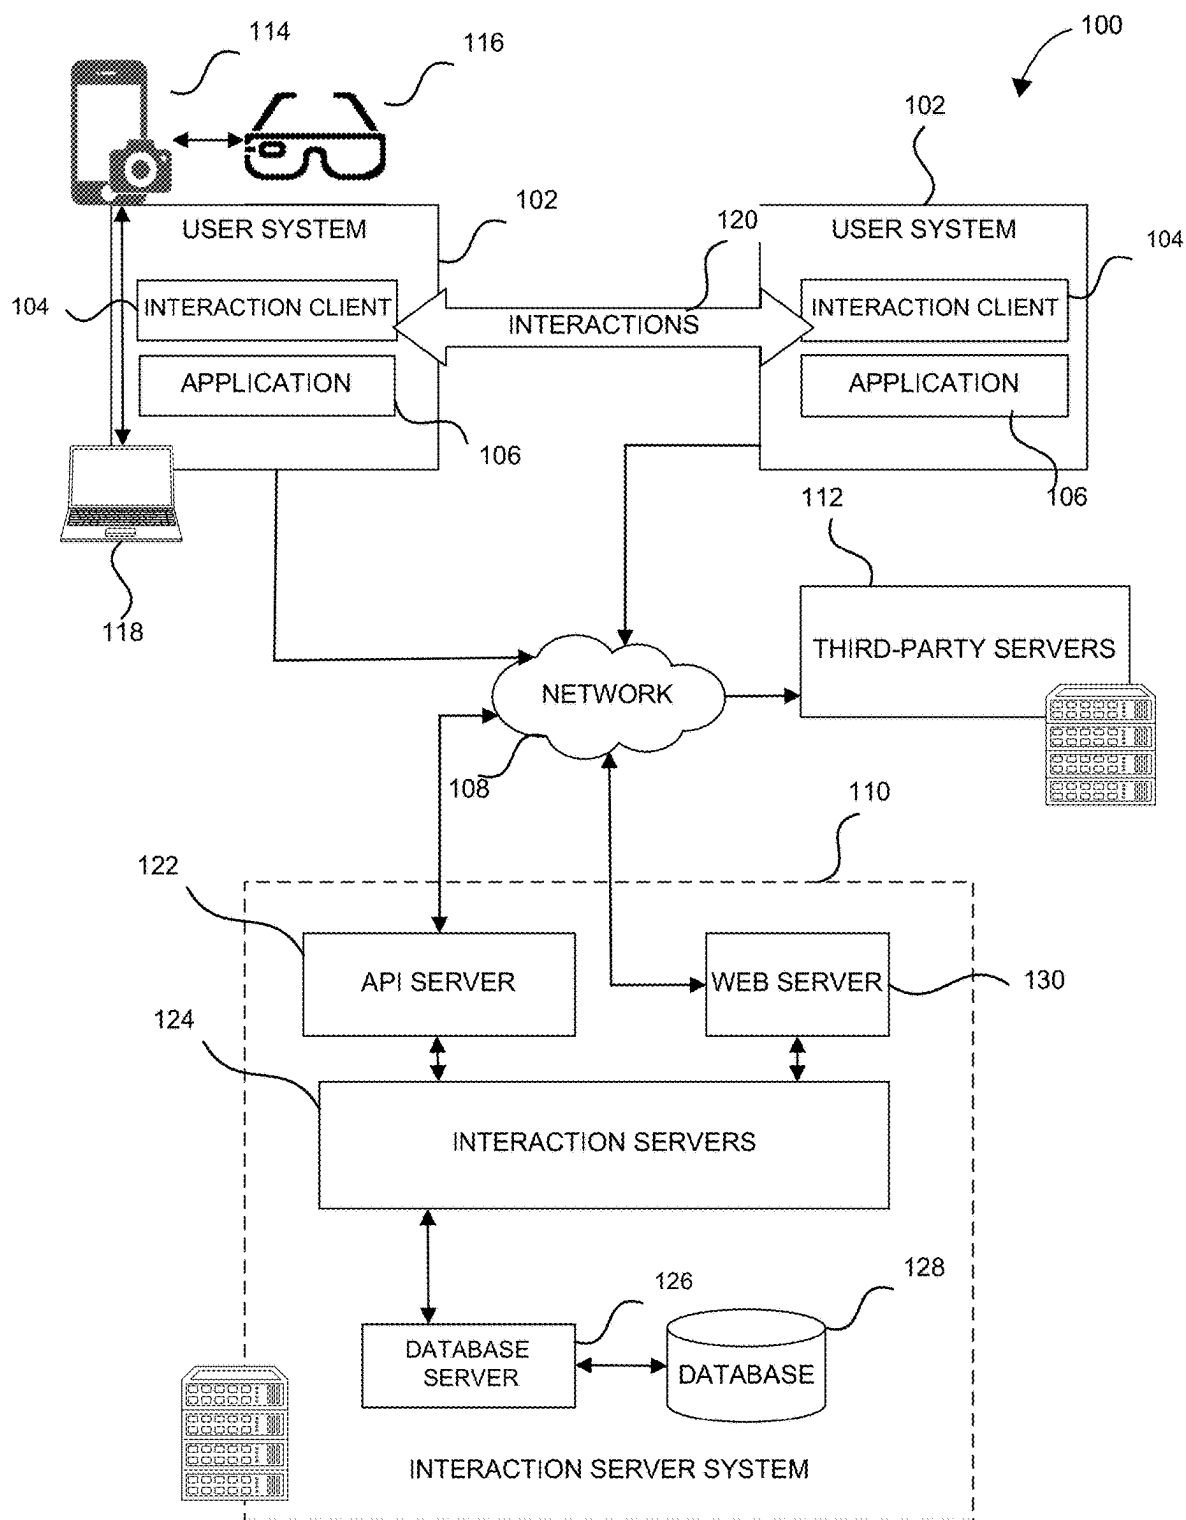 114
116
100
102
102
USER SYSTEM
120
USER SYSTEM
104
104
INTERACTION CLIENT
INTERACTIONS
INTERACTION CLIENT
APPLICATION
APPLICATION
106
106
112
118
THIRD-PARTY SERVERS
NETWORK
108
110
122
API SERVER
WEB SERVER
130
124
INTERACTION SERVERS
126
128
DATABASE
SERVER
DATABASE
INTERACTION SERVER SYSTEM